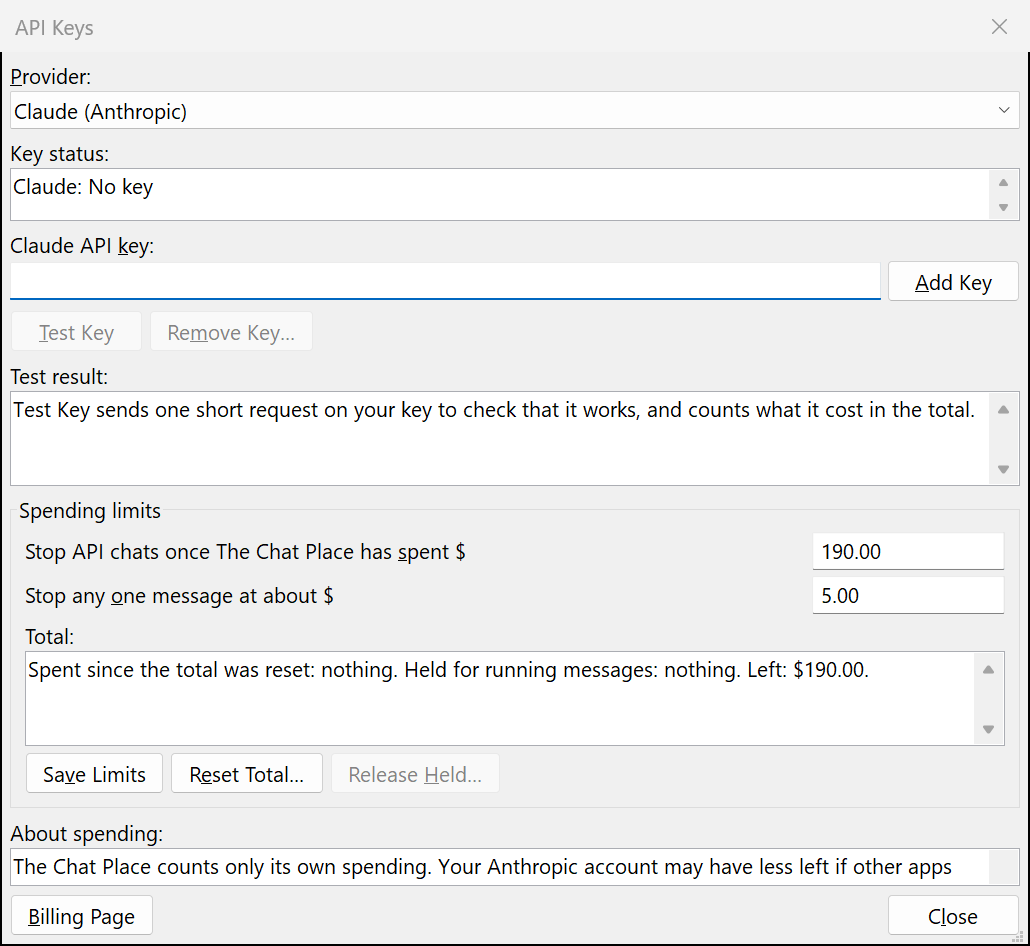 API Keys
Provider:
Claude (Anthropic)
Key status:
Claude: No key
Claude API key:
Add Key
Test Key
Remove Key...
Test result:
Test Key sends one short request on your key to check that it works, and counts what it cost in the total.
Spending limits
Stop API chats once The Chat Place has spent $
190.00
Stop any one message at about $
5.00
Total:
Spent since the total was reset: nothing. Held for running messages: nothing. Left: $190.00.
Save Limits
Reset Total...
Release Held...
About spending:
The Chat Place counts only its own spending. Your Anthropic account may have less left if other apps
Billing Page
Close